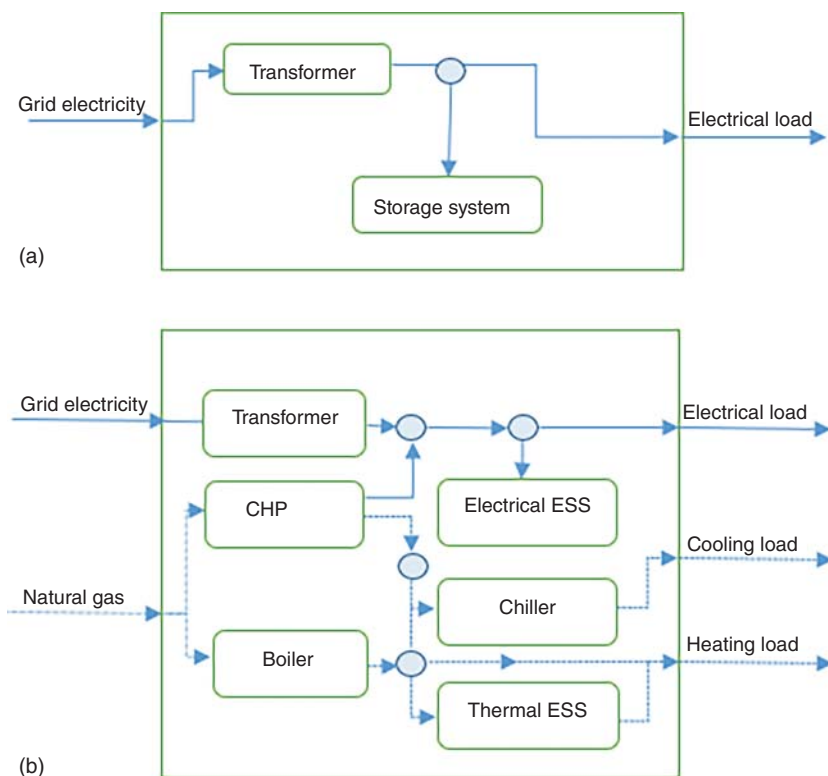 Transformer
Grid electricity
Electrical load
Storage system
(a)
Grid electricity
Transformer
Electrical load
CHP
Electrical ESS
Cooling load
Natural gas
Chiller
Boiler
Heating load
Thermal ESS
(b)